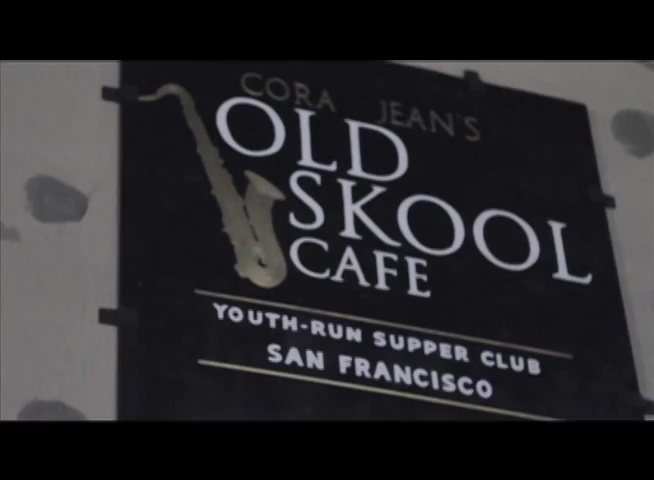 CORA JEAN'S
OLD
SKOOL
CAFE
YOUTH-RUN SUPPER CLUB
SAN FRANCISCO